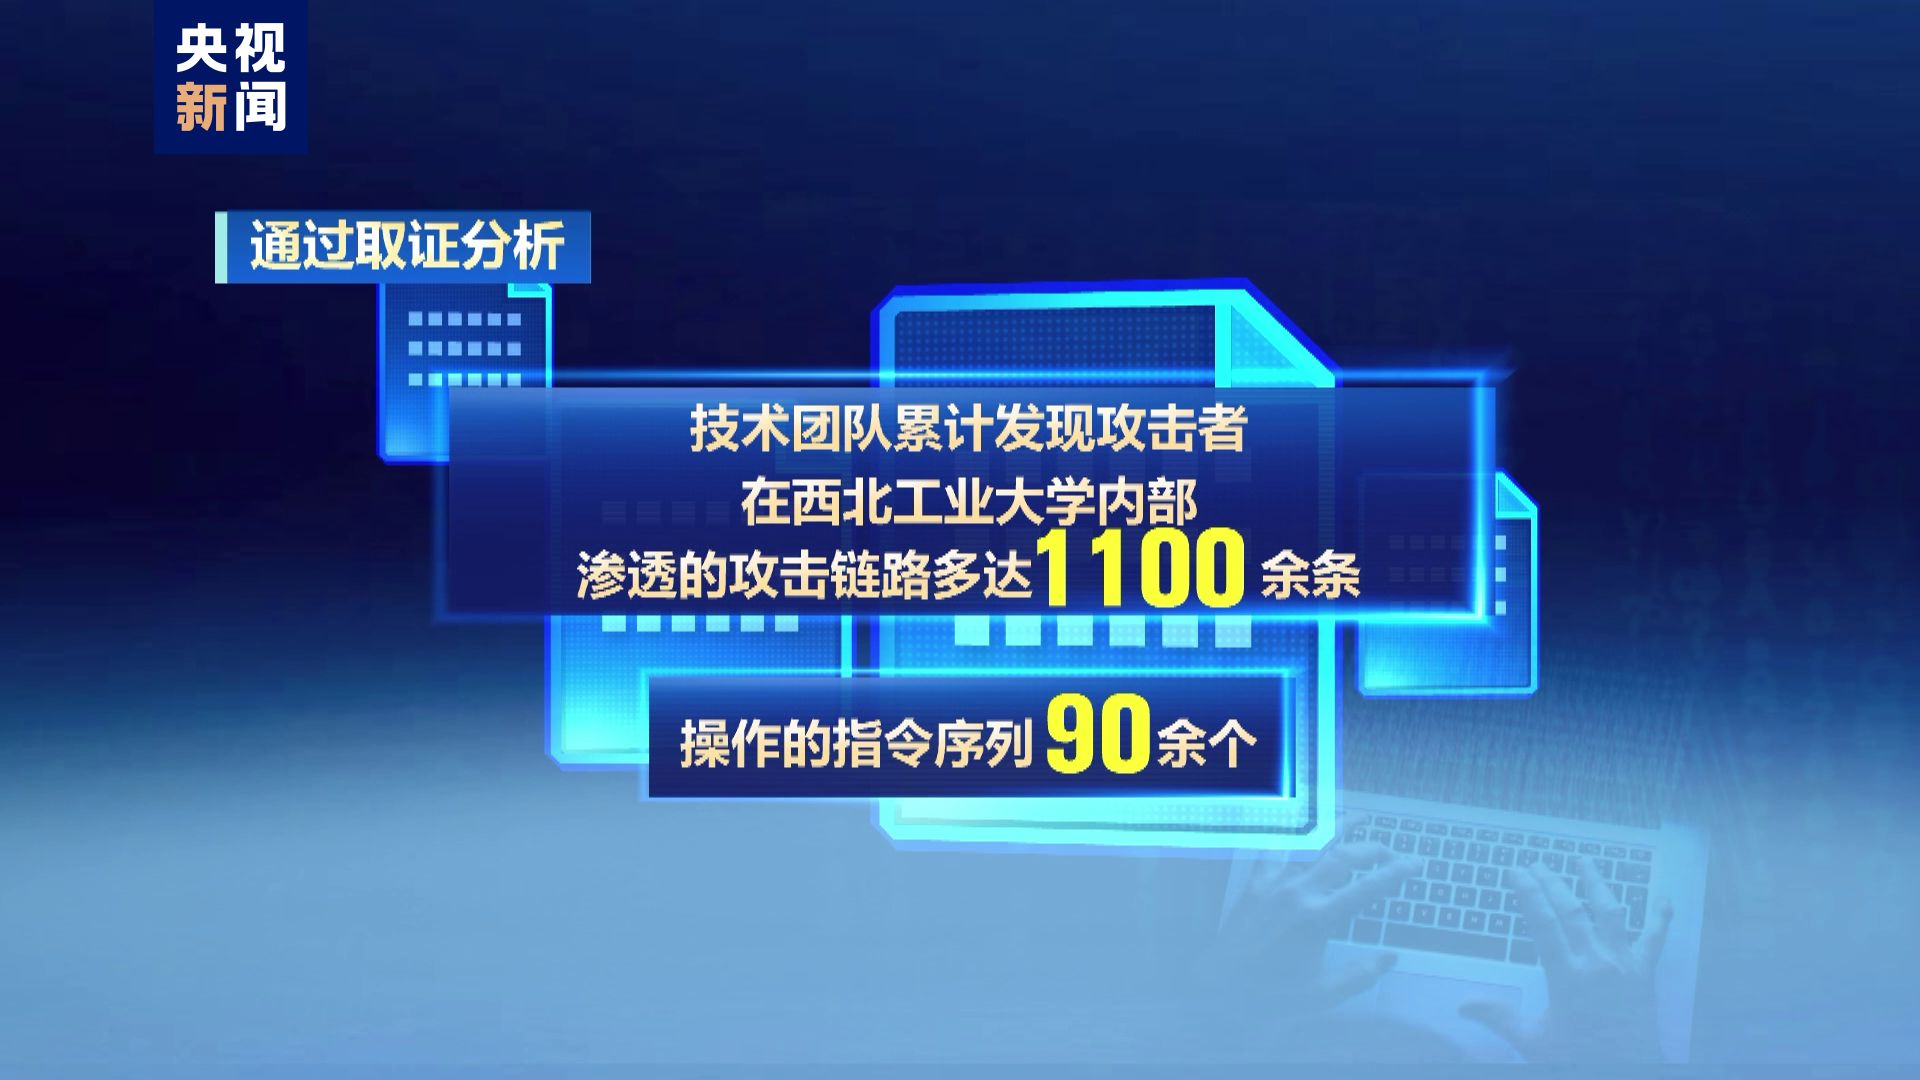 央视
新闻
通过取证分析
技术团队累计发现攻击者
在西北工业大学内部
渗透的攻击链路多达1100余条
操作的指令序列90余个